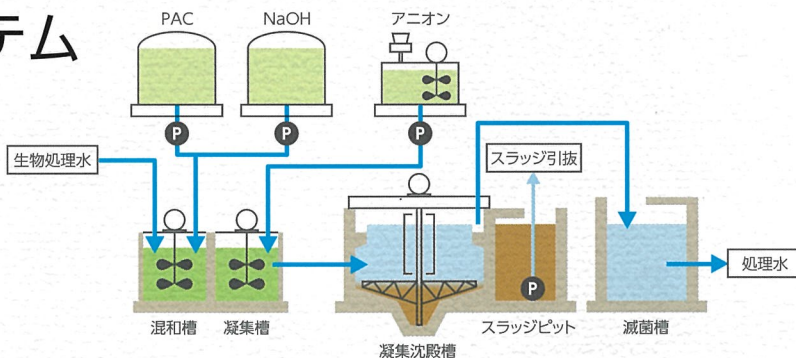 テム
PAC
NaOH
アニオン
P
P
P
生物処理水
スラッジ引抜
P
処理水
混和槽
凝集槽
凝集沈殿槽
スラッジピット
滅菌槽